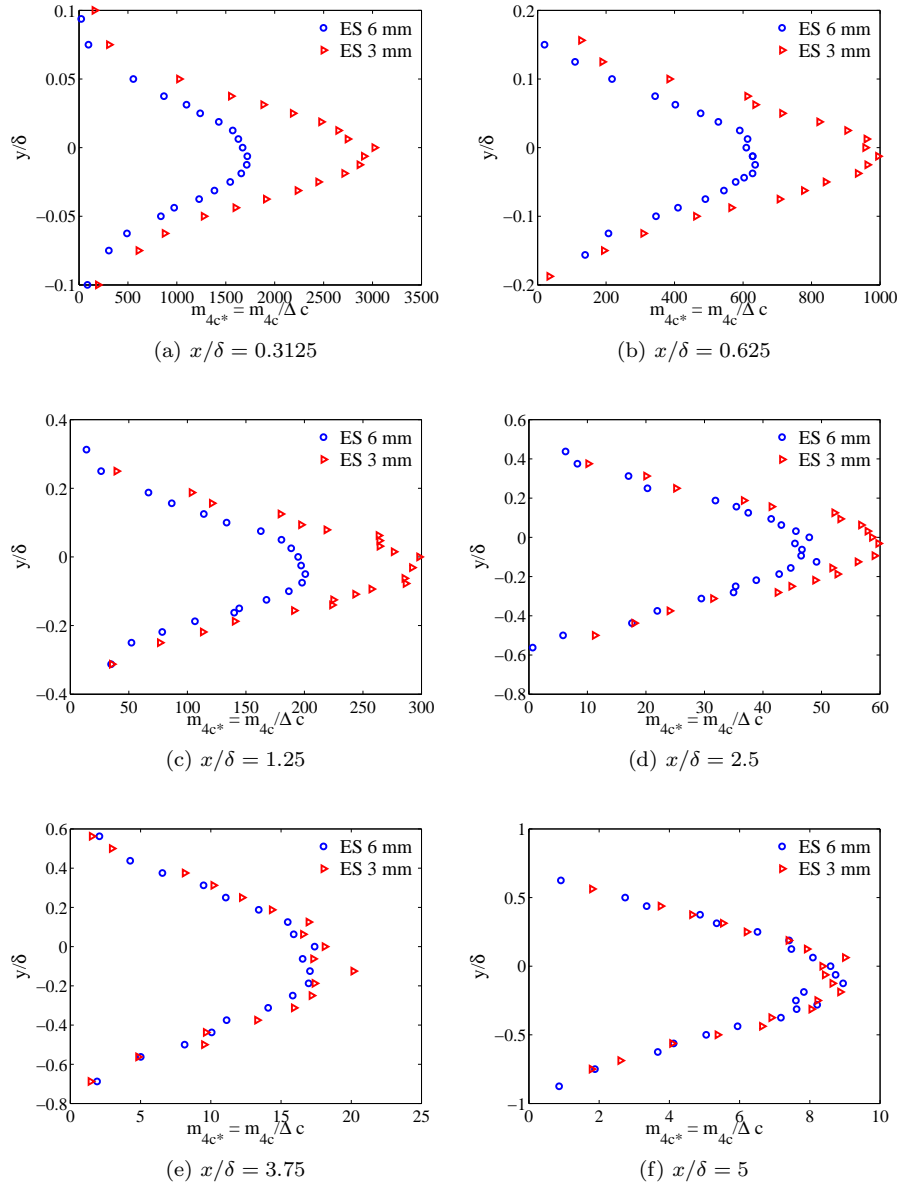 0.1
0.05
0
−0.05
−0.1
y/δ
ES 6 mm
ES 3 mm
0 500 1000 1500 2000 2500 3000 3500
m4c* = m4c/Δ c
(a) x/δ = 0.3125
0.2
0.1
0
−0.1
−0.2
y/δ
ES 6 mm
ES 3 mm
0 200 400 600 800 1000
m4c* = m4c/Δ c
(b) x/δ = 0.625
0.4
0.2
0
−0.2
−0.4
y/δ
ES 6 mm
ES 3 mm
0 50 100 150 200 250 300
m4c* = m4c/Δ c
(c) x/δ = 1.25
0.6
0.4
0.2
0
−0.2
−0.4
−0.6
−0.8
y/δ
ES 6 mm
ES 3 mm
0 10 20 30 40 50 60
m4c* = m4c/Δ c
(d) x/δ = 2.5
0.6
0.4
0.2
0
−0.2
−0.4
−0.6
−0.8
y/δ
ES 6 mm
ES 3 mm
0 5 10 15 20 25
m4c* = m4c/Δ c
(e) x/δ = 3.75
1
0.5
0
−0.5
−1
y/δ
ES 6 mm
ES 3 mm
0 2 4 6 8 10
m4c* = m4c/Δ c
(f) x/δ = 5